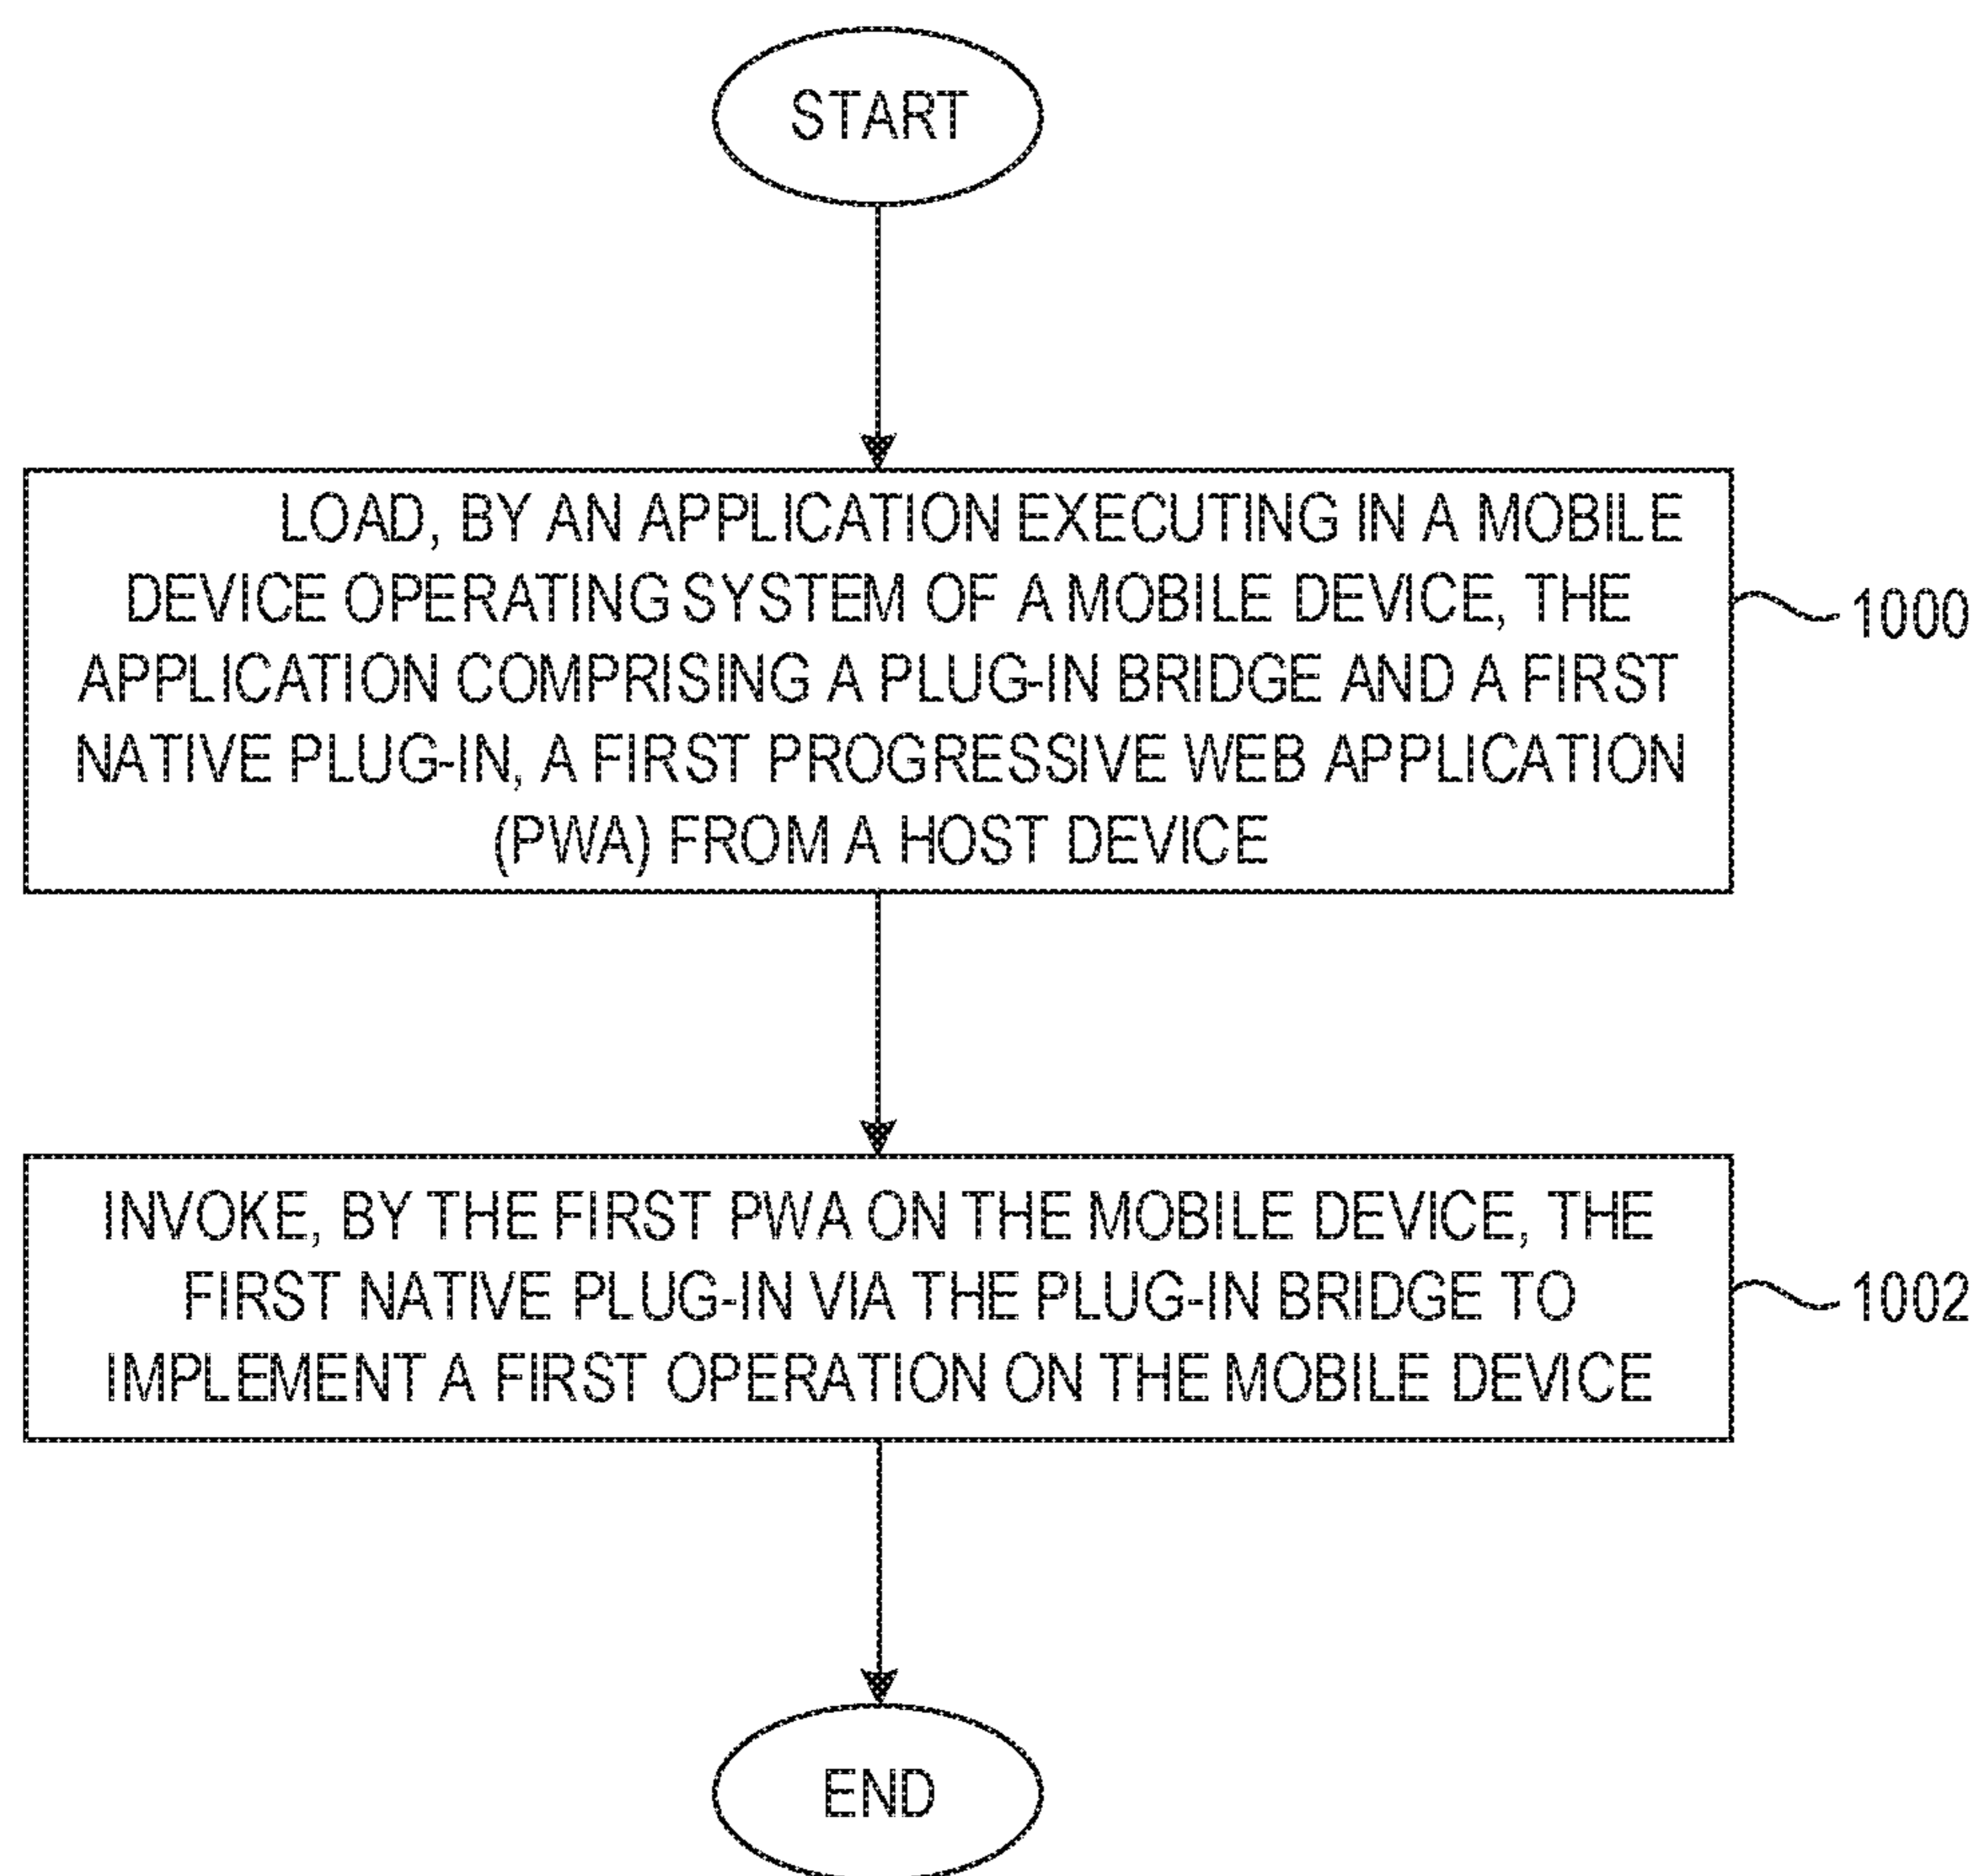 START
LOAD, BY AN APPLICATION EXECUTING IN A MOBILE
DEVICE OPERATING SYSTEM OF A MOBILE DEVICE, THE
APPLICATION COMPRISING A PLUG-IN BRIDGE AND A FIRST
NATIVE PLUG-IN, A FIRST PROGRESSIVE WEB APPLICATION
(PWA) FROM A HOST DEVICE
1000
INVOKE, BY THE FIRST PWA ON THE MOBILE DEVICE, THE
FIRST NATIVE PLUG-IN VIA THE PLUG-IN BRIDGE TO
IMPLEMENT A FIRST OPERATION ON THE MOBILE DEVICE
1002
END